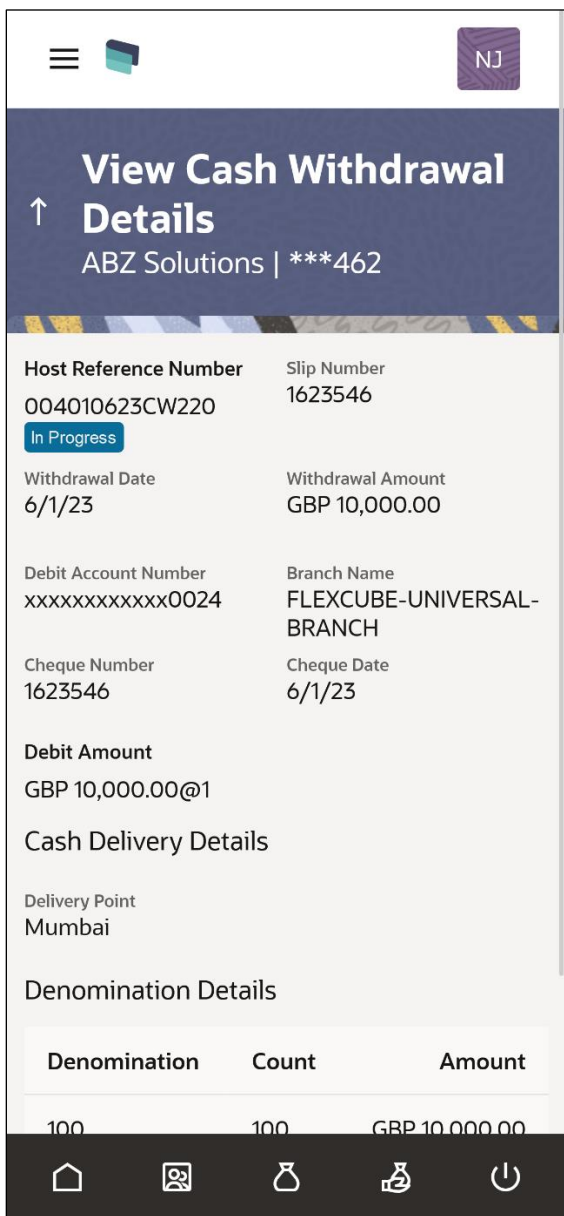 NJ
View Cash Withdrawal
Details
ABZ Solutions | ***462
Host Reference Number
004010623CW220
In Progress
Slip Number
1623546
Withdrawal Date
6/1/23
Withdrawal Amount
GBP 10,000.00
Debit Account Number
xxxxxxxxxxxx0024
Branch Name
FLEXCUBE-UNIVERSAL-
BRANCH
Cheque Number
1623546
Cheque Date
6/1/23
Debit Amount
GBP 10,000.00@1
Cash Delivery Details
Delivery Point
Mumbai
Denomination Details
Denomination Count Amount
100 100 GBP 10,000.00